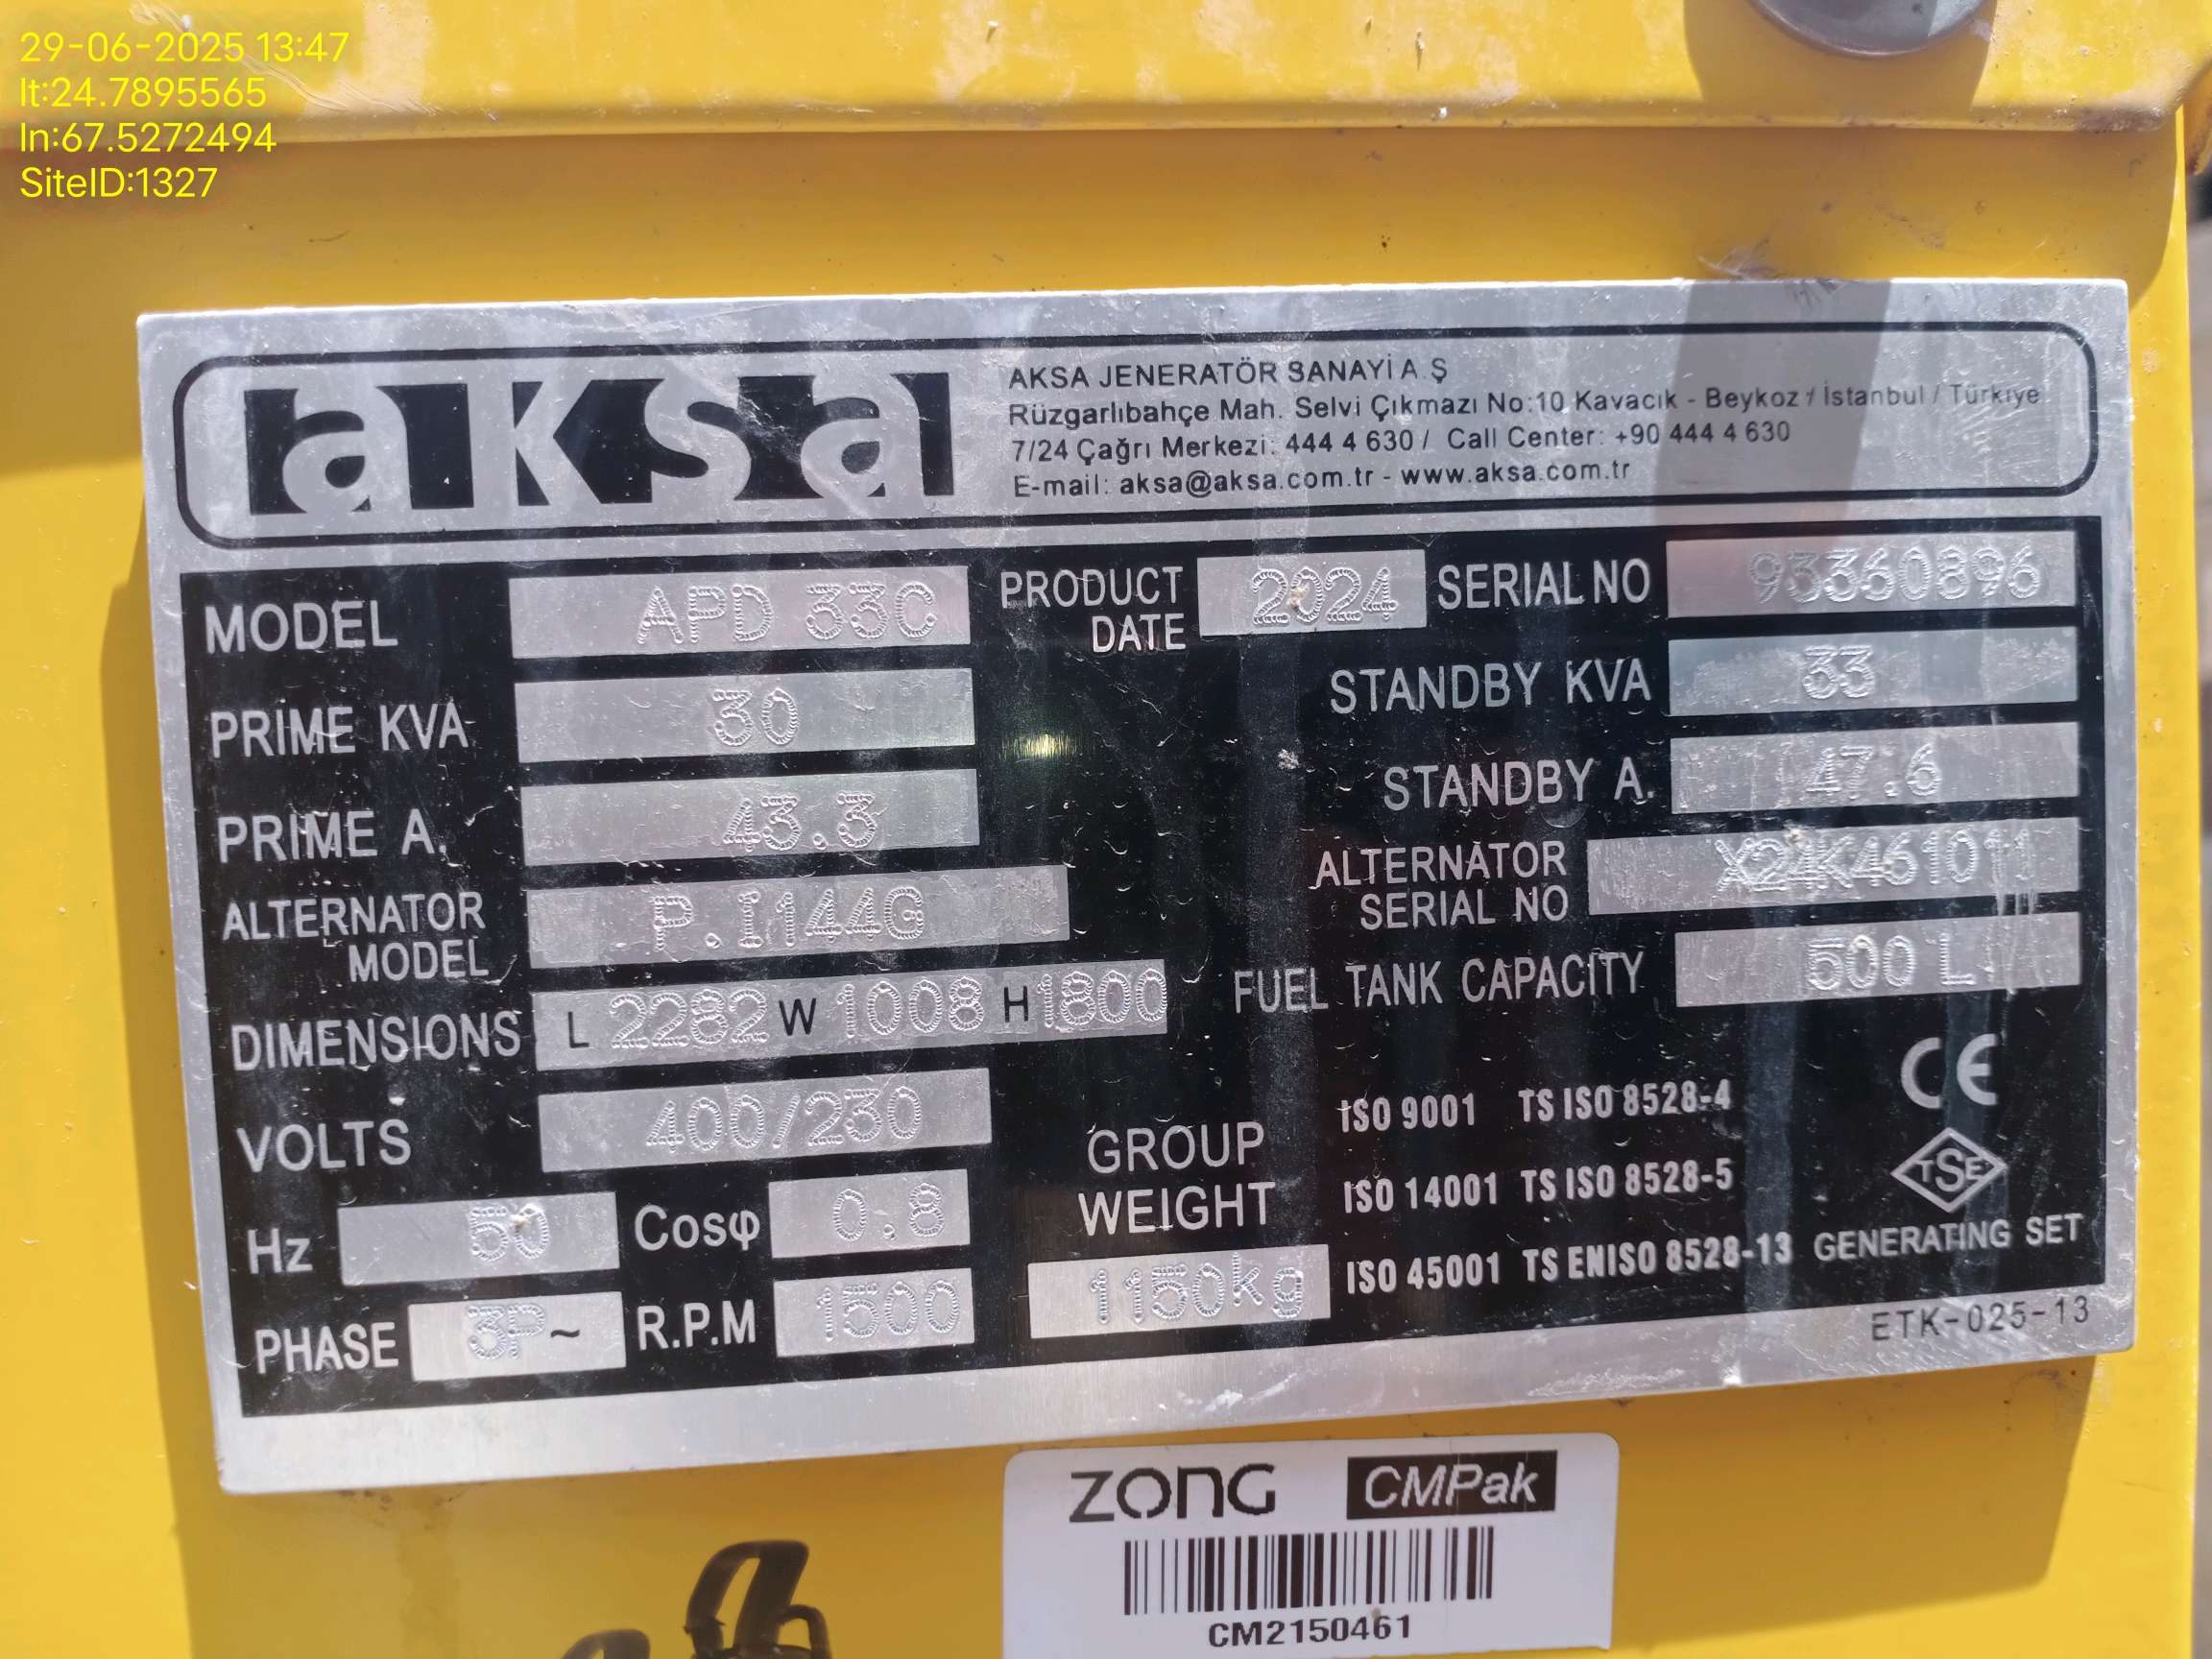 29-06-2025 13:47
lt:24.7895565
ln:67.5272494
SiteID:1327
aksa
AKSA JENERATÖR SANAYİ A.Ş
Rüzgarlıbahçe Mah. Selvi Çıkmazı No:10 Kavacık - Beykoz / İstanbul / Türkiye
7/24 Çağrı Merkezi: 444 4 630 / Call Center: +90 444 4 630
E-mail: aksa@aksa.com.tr - www.aksa.com.tr
MODEL APD 33C PRODUCT DATE 2024 SERIAL NO 93360896
PRIME KVA 30 STANDBY KVA 33
PRIME A. 43.3 STANDBY A. 47.6
ALTERNATOR MODEL P.I144G ALTERNATOR SERIAL NO X24K461011
DIMENSIONS L 2282 W 1008 H 1800 FUEL TANK CAPACITY 500 L
VOLTS 400/230 GROUP WEIGHT 1150kg
Hz 50 Cosφ 0.8
PHASE 3P~ R.P.M 1500
ISO 9001 TS ISO 8528-4 CE
ISO 14001 TS ISO 8528-5 TSE
ISO 45001 TS ENISO 8528-13 GENERATING SET
ETK-025-13
ZONG CMPak
CM2150461